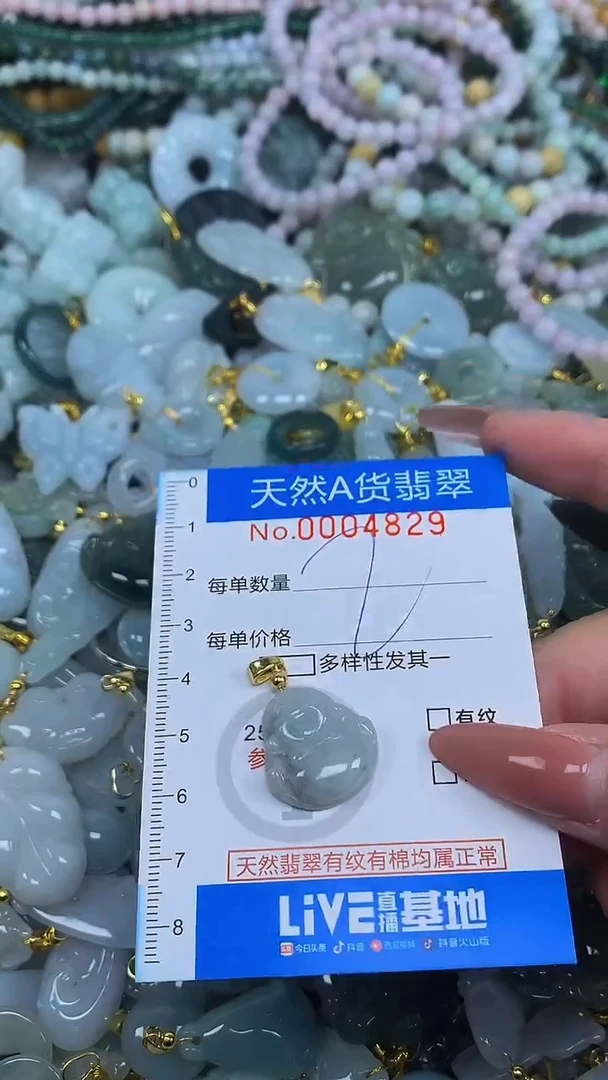 天然A货翡翠
No.0004829
每单数量
每单价格
多样性发其一
25
有纹
参
天然翡翠有纹有棉均属正常
LiVE直播基地
今日头条 抖音 西瓜视频 抖音火山版
0
1
2
3
4
5
6
7
8